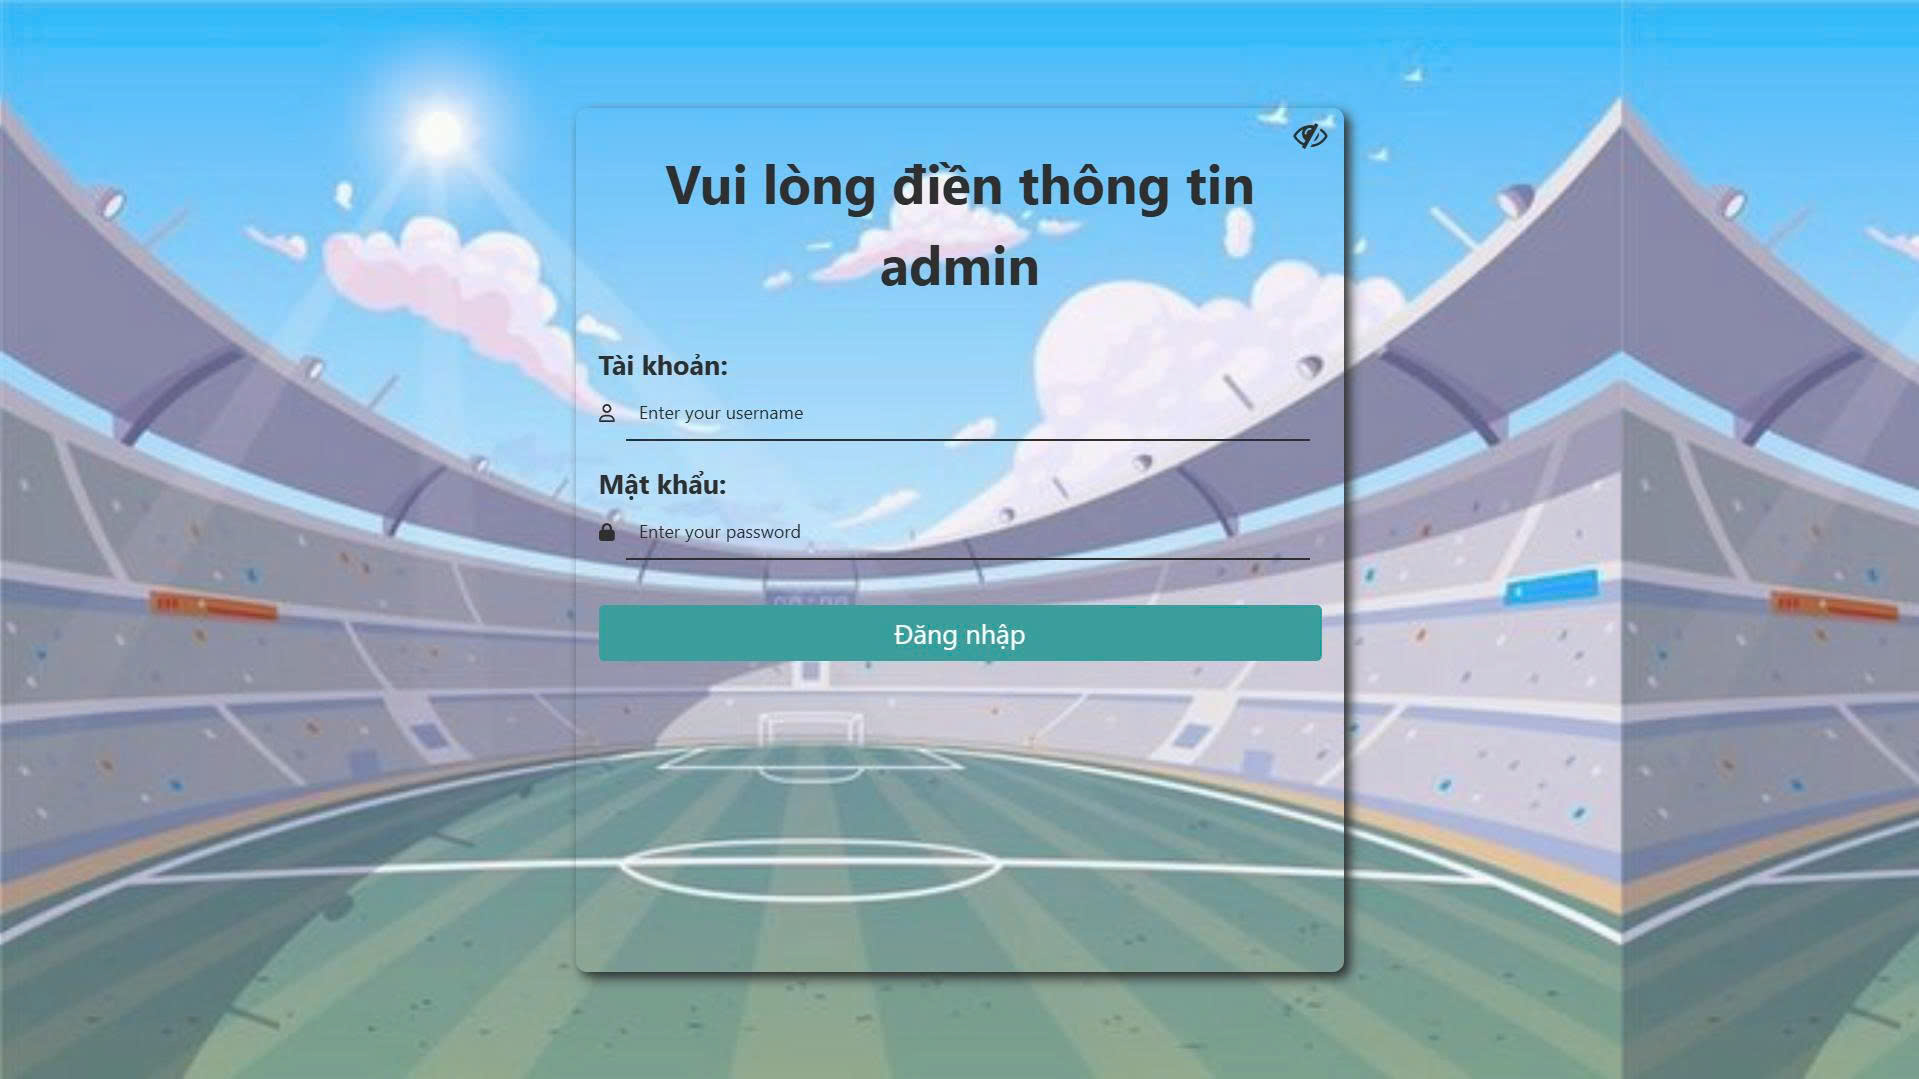 Vui lòng điền thông tin
admin
Tài khoản:
Enter your username
Mật khẩu:
Enter your password
Đăng nhập